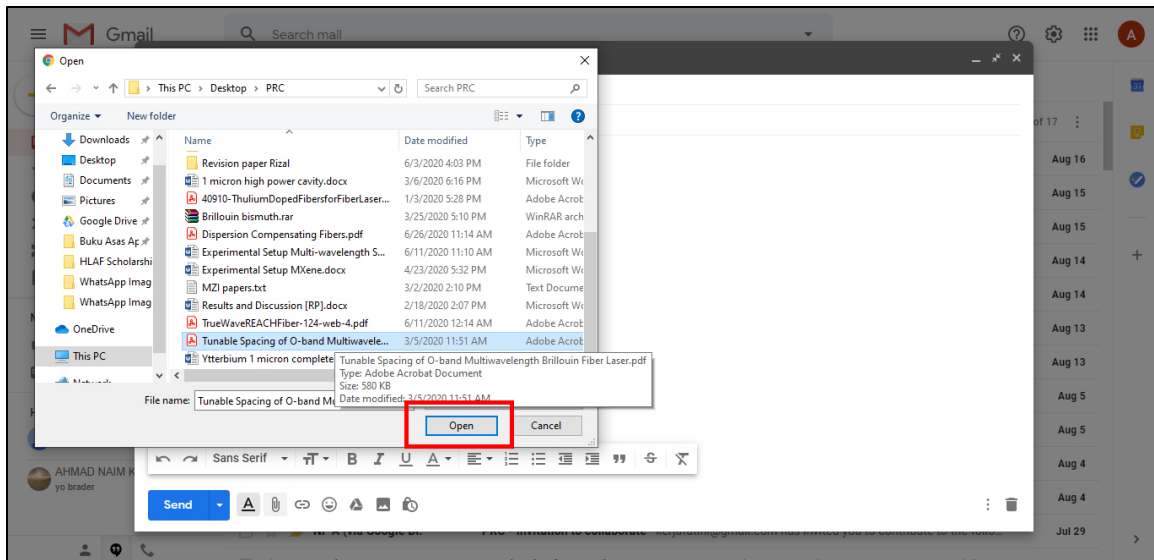 Gmail
Search mail
A
Open
This PC > Desktop > PRC
Search PRC
Organize
New folder
Downloads
Desktop
Documents
Pictures
Google Drive
Buku Asas Ap
HLAF Scholarshi
WhatsApp Imag
WhatsApp Imag
OneDrive
This PC
Network
Name Date modified Type
Revision paper Rizal 6/3/2020 4:03 PM File folder
1 micron high power cavity.docx 3/6/2020 6:16 PM Microsoft Wo
40910-ThuliumDopedFibersforFiberLaser... 1/3/2020 5:28 PM Adobe Acrob
Brillouin bismuth.rar 3/25/2020 5:10 PM WinRAR arch
Dispersion Compensating Fibers.pdf 6/26/2020 11:14 AM Adobe Acrob
Experimental Setup Multi-wavelength S... 6/11/2020 11:10 AM Microsoft Wo
Experimental Setup MXene.docx 4/23/2020 5:32 PM Microsoft Wo
MZI papers.txt 3/2/2020 2:10 PM Text Docume
Results and Discussion [RP].docx 2/18/2020 2:07 PM Microsoft Wo
TrueWaveREACHFiber-124-web-4.pdf 6/11/2020 12:14 AM Adobe Acrob
Tunable Spacing of O-band Multiwavele... 3/5/2020 11:51 AM Adobe Acrob
Ytterbium 1 micron complete
Tunable Spacing of O-band Multiwavelength Brillouin Fiber Laser.pdf
Type: Adobe Acrobat Document
Size: 580 KB
Date modified: 3/5/2020 11:51 AM
File name: Tunable Spacing of O-band Mu
Open
Cancel
of 17
31
Aug 16
Aug 15
Aug 15
Aug 14
Aug 14
Aug 13
Aug 13
Aug 5
Aug 5
Aug 4
Aug 4
Jul 29
Sans Serif
B I U A
AHMAD NAIM K
yo brader
Send
A
PRC - Invitation to collaborate